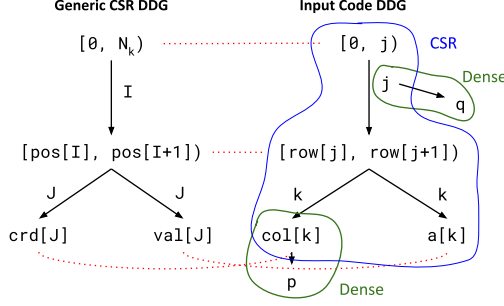 Generic CSR DDG
Input Code DDG
[0, Nk)
[0, j)
CSR
Dense
j
q
I
[pos[I], pos[I+1])
[row[j], row[j+1])
J
J
k
k
crd[J]
val[J]
col[k]
a[k]
p
Dense